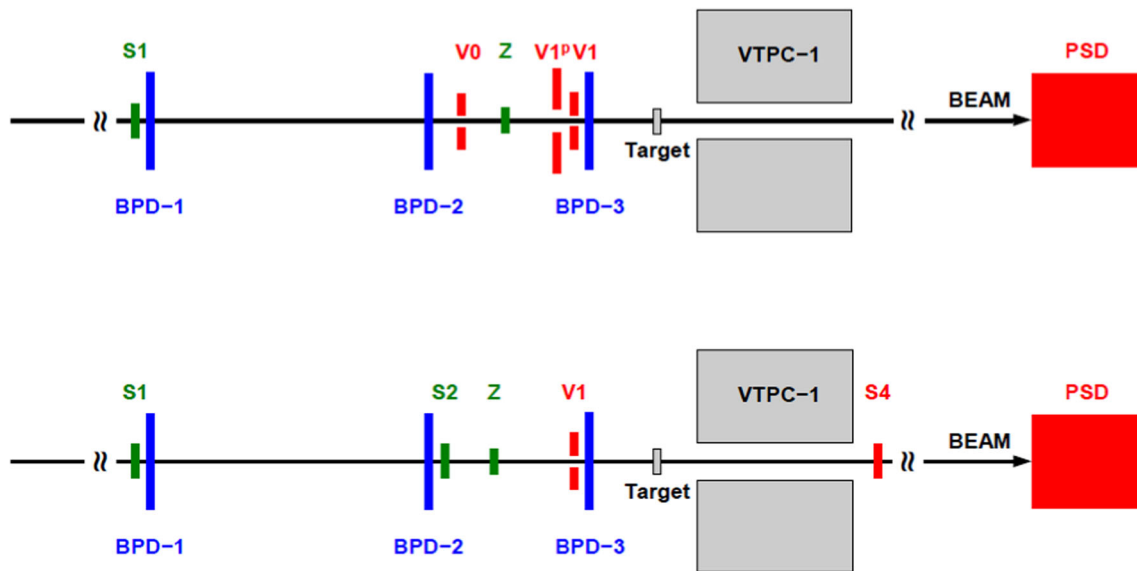 S1 V0 Z V1ᵖ V1 VTPC−1 PSD
BEAM
Target
BPD−1 BPD−2 BPD−3
S1 S2 Z V1 VTPC−1 S4 PSD
BEAM
Target
BPD−1 BPD−2 BPD−3